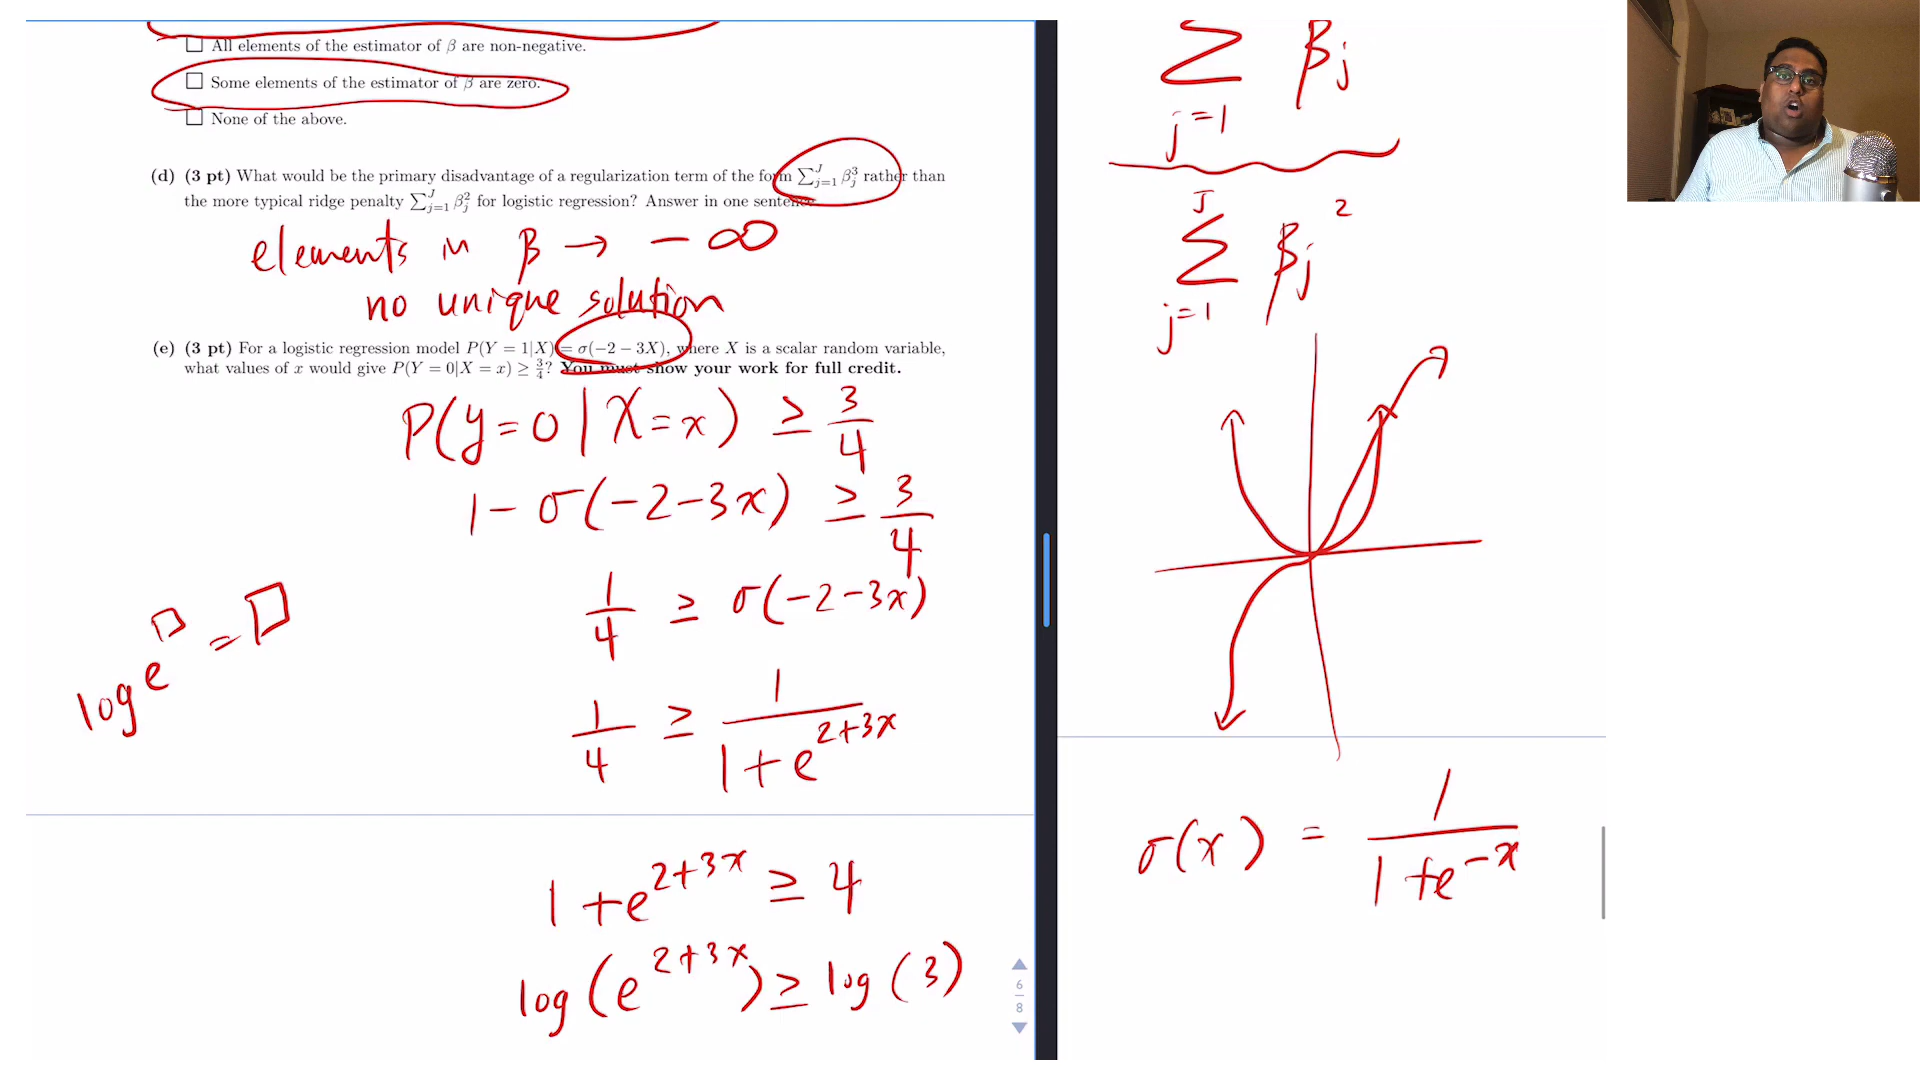 ☐ All elements of the estimator of β are non-negative.
☐ Some elements of the estimator of β are zero.
☐ None of the above.
(d) (3 pt) What would be the primary disadvantage of a regularization term of the form ∑_{j=1}^{J} β_j^3 rather than
the more typical ridge penalty ∑_{j=1}^{J} β_j^2 for logistic regression? Answer in one sentence.
elements in β → − ∞
no unique solution
(e) (3 pt) For a logistic regression model P(Y = 1|X) = σ(−2 − 3X), where X is a scalar random variable,
what values of x would give P(Y = 0|X = x) ≥ 3/4? You must show your work for full credit.
P(y=0 | X=x) ≥ 3/4
1 − σ(−2−3x) ≥ 3/4
1/4 ≥ σ(−2−3x)
log e^□ = □
1/4 ≥ 1/(1+e^{2+3x})
1+e^{2+3x} ≥ 4
log(e^{2+3x}) ≥ log(3)
6
8
∑_{j=1} β_j
∑_{j=1}^{J} β_j^2
σ(x) = 1/(1+e^{−x})